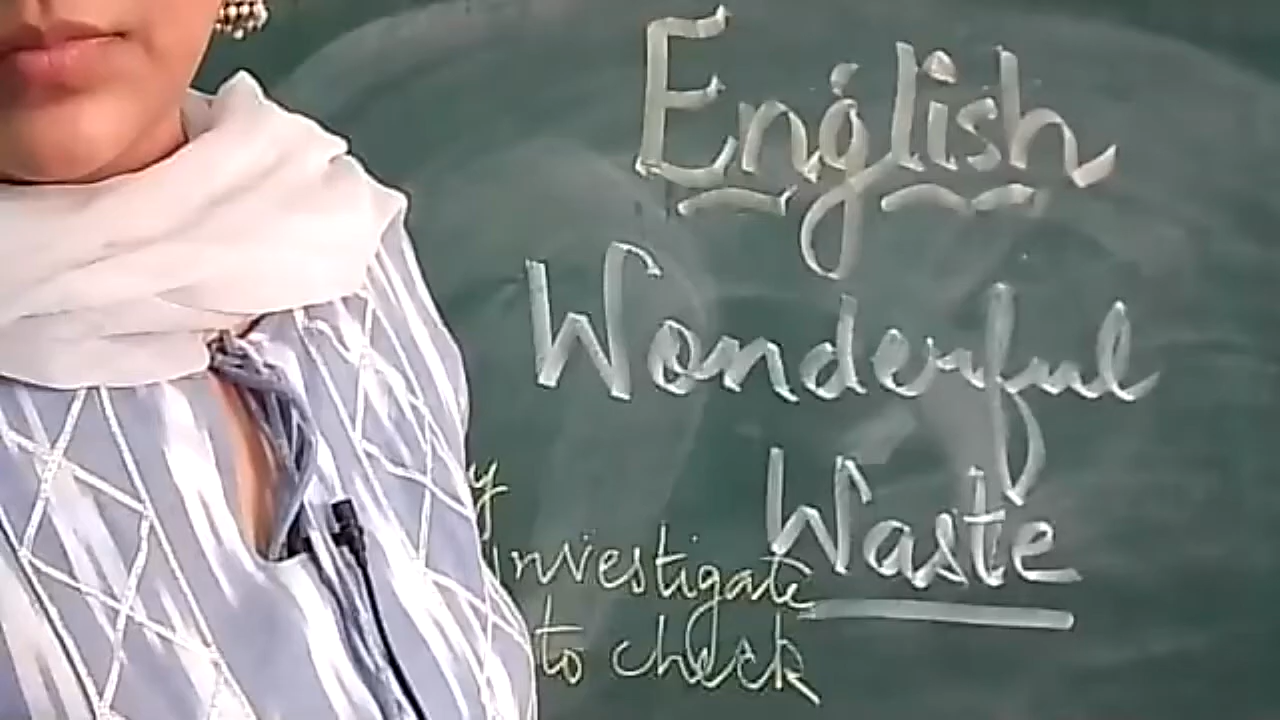 English
Wonderful
Waste
y
investigate
to check